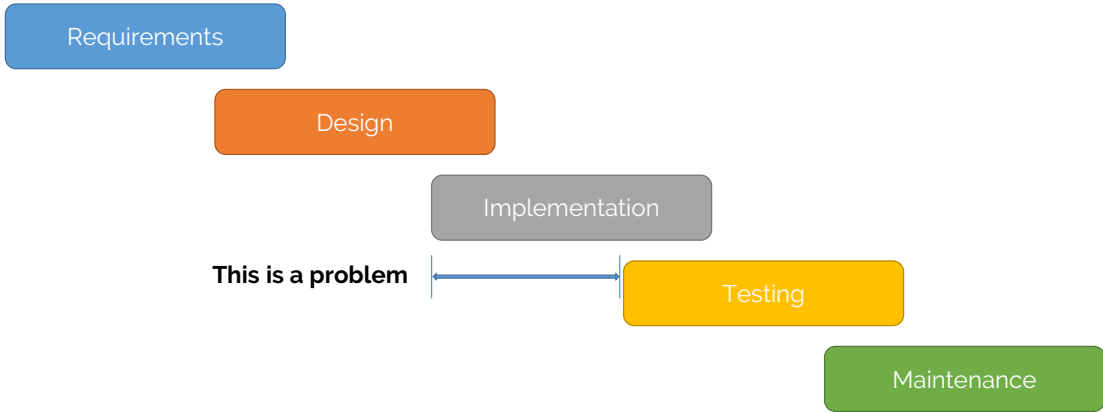 Requirements
Design
Implementation
This is a problem
Testing
Maintenance